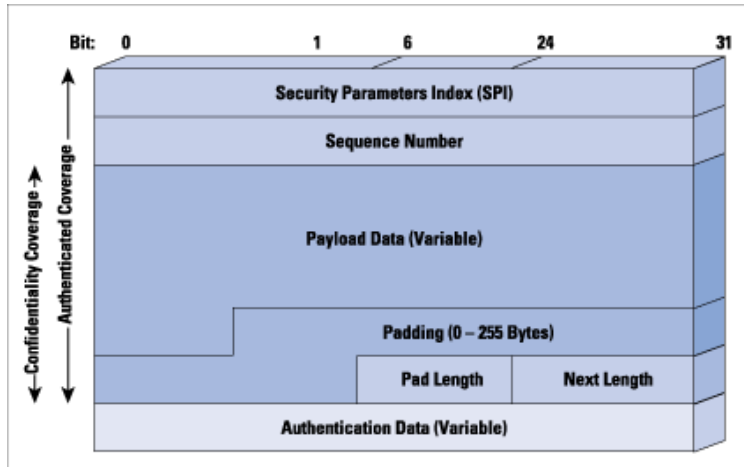 Bit: 0 1 6 24 31
Security Parameters Index (SPI)
Sequence Number
Confidentiality Coverage
Authenticated Coverage
Payload Data (Variable)
Padding (0 – 255 Bytes)
Pad Length Next Length
Authentication Data (Variable)